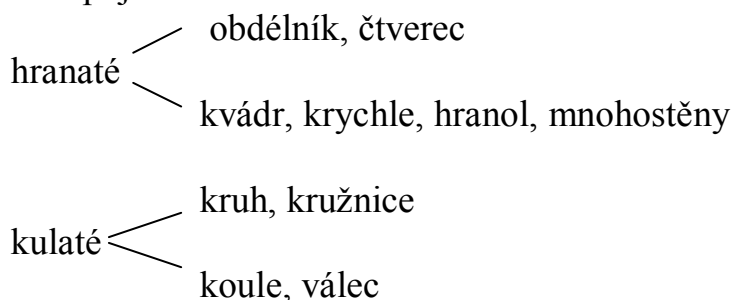 obdélník, čtverec
hranaté
kvádr, krychle, hranol, mnohostěny
kruh, kružnice
kulaté
koule, válec